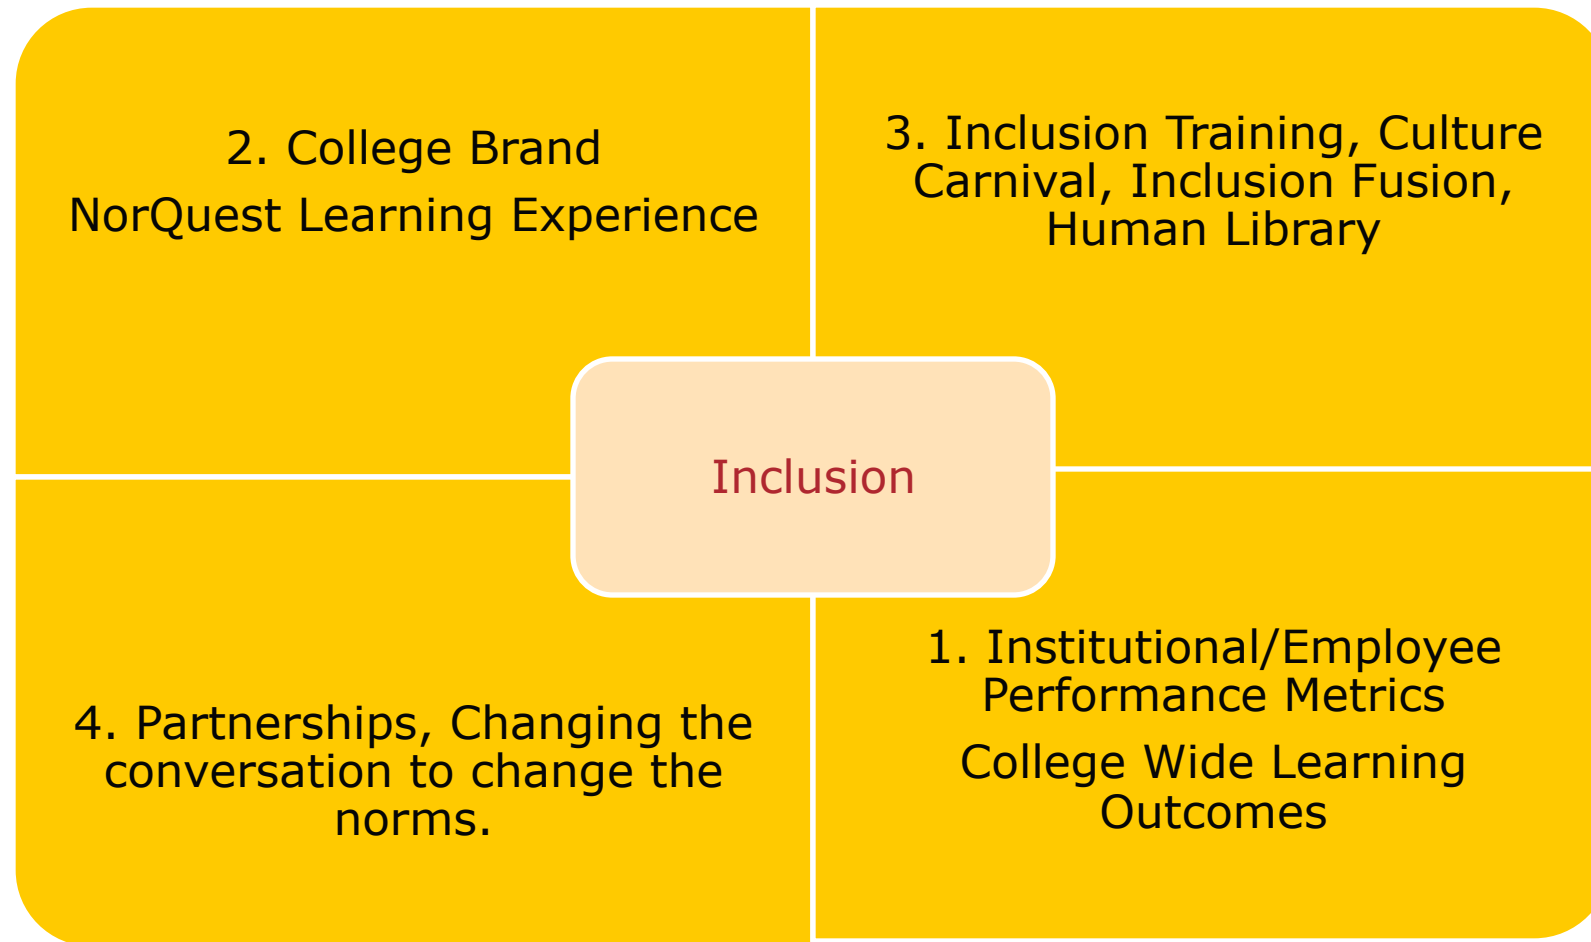 2. College Brand
NorQuest Learning Experience
3. Inclusion Training, Culture
Carnival, Inclusion Fusion,
Human Library
Inclusion
4. Partnerships, Changing the
conversation to change the
norms.
1. Institutional/Employee
Performance Metrics
College Wide Learning
Outcomes